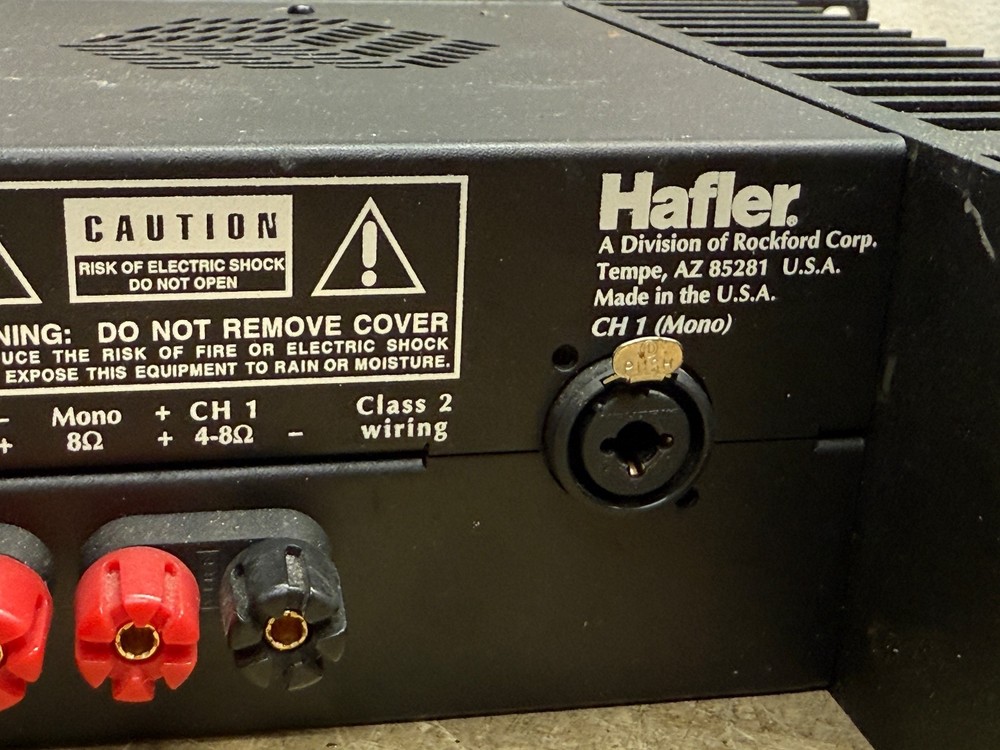 CAUTION
RISK OF ELECTRIC SHOCK
DO NOT OPEN
NING: DO NOT REMOVE COVER
UCE THE RISK OF FIRE OR ELECTRIC SHOCK
EXPOSE THIS EQUIPMENT TO RAIN OR MOISTURE.
- Mono + CH 1
+ 8Ω + 4-8Ω -
Class 2
wiring
Hafler®
A Division of Rockford Corp.
Tempe, AZ 85281 U.S.A.
Made in the U.S.A.
CH 1 (Mono)
PUSH